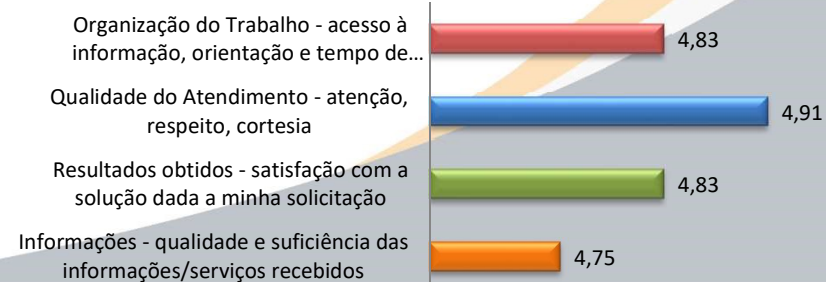 Organização do Trabalho - acesso à
informação, orientação e tempo de…
4,83
Qualidade do Atendimento - atenção,
respeito, cortesia
4,91
Resultados obtidos - satisfação com a
solução dada a minha solicitação
4,83
Informações - qualidade e suficiência das
informações/serviços recebidos
4,75